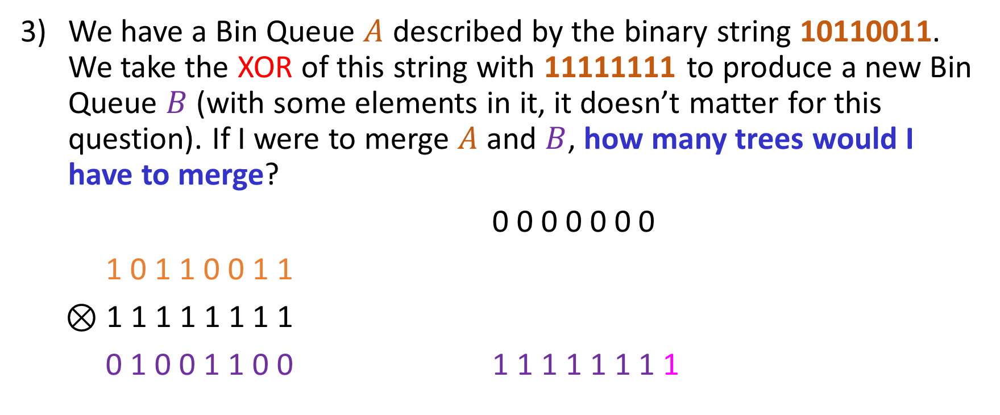 3) We have a Bin Queue A described by the binary string 10110011.
We take the XOR of this string with 11111111 to produce a new Bin
Queue B (with some elements in it, it doesn’t matter for this
question). If I were to merge A and B, how many trees would I
have to merge?
0 0 0 0 0 0 0
1 0 1 1 0 0 1 1
⊗ 1 1 1 1 1 1 1 1
0 1 0 0 1 1 0 0
1 1 1 1 1 1 1 1